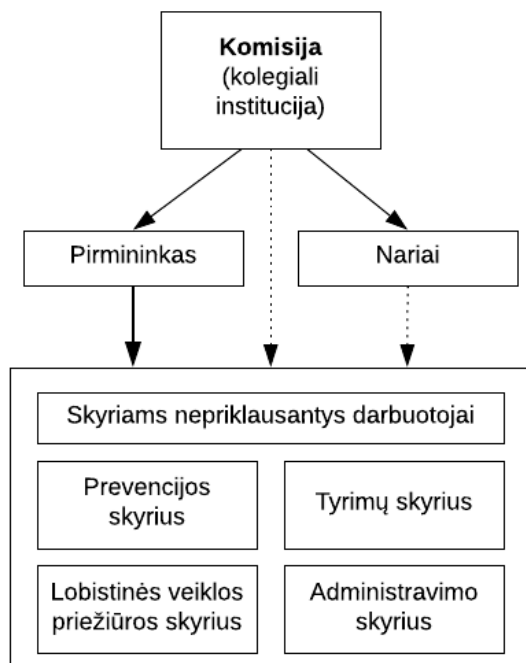 Komisija
(kolegiali
institucija)
Pirmininkas
Nariai
Skyriams nepriklausantys darbuotojai
Prevencijos
skyrius
Tyrimų skyrius
Lobistinės veiklos
priežiūros skyrius
Administravimo
skyrius